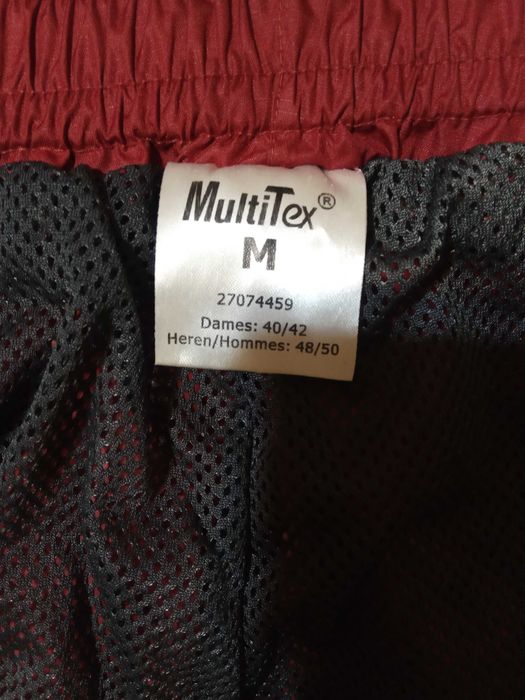 MultiTex®
M
27074459
Dames: 40/42
Heren/Hommes: 48/50